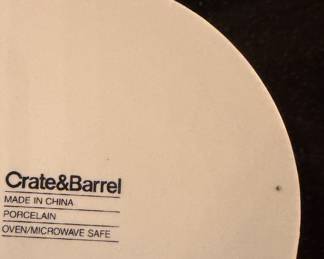 Crate&Barrel
MADE IN CHINA
PORCELAIN
OVEN/MICROWAVE SAFE